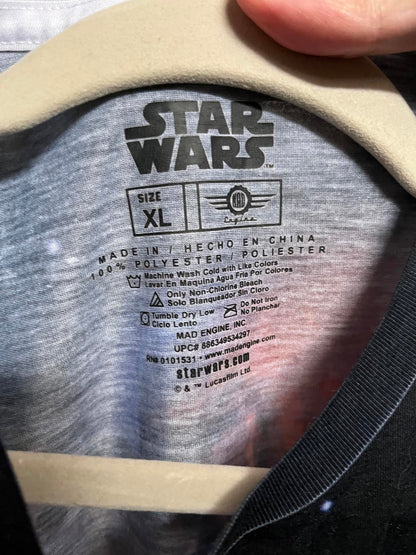 STAR
WARS™
SIZE
XL
MAD
Engine
MADE IN / HECHO EN CHINA
100% POLYESTER / POLIESTER
Machine Wash Cold with Like Colors
Lavar En Maquina Agua Fria Por Colores
Only Non-Chlorine Bleach
Solo Blanqueador Sin Cloro
Tumble Dry Low
Ciclo Lento
Do Not Iron
No Planchar
MAD ENGINE, INC
UPC# 886349534297
RN# 0101531 • www.madengine.com
starwars.com
© & ™ Lucasfilm Ltd.